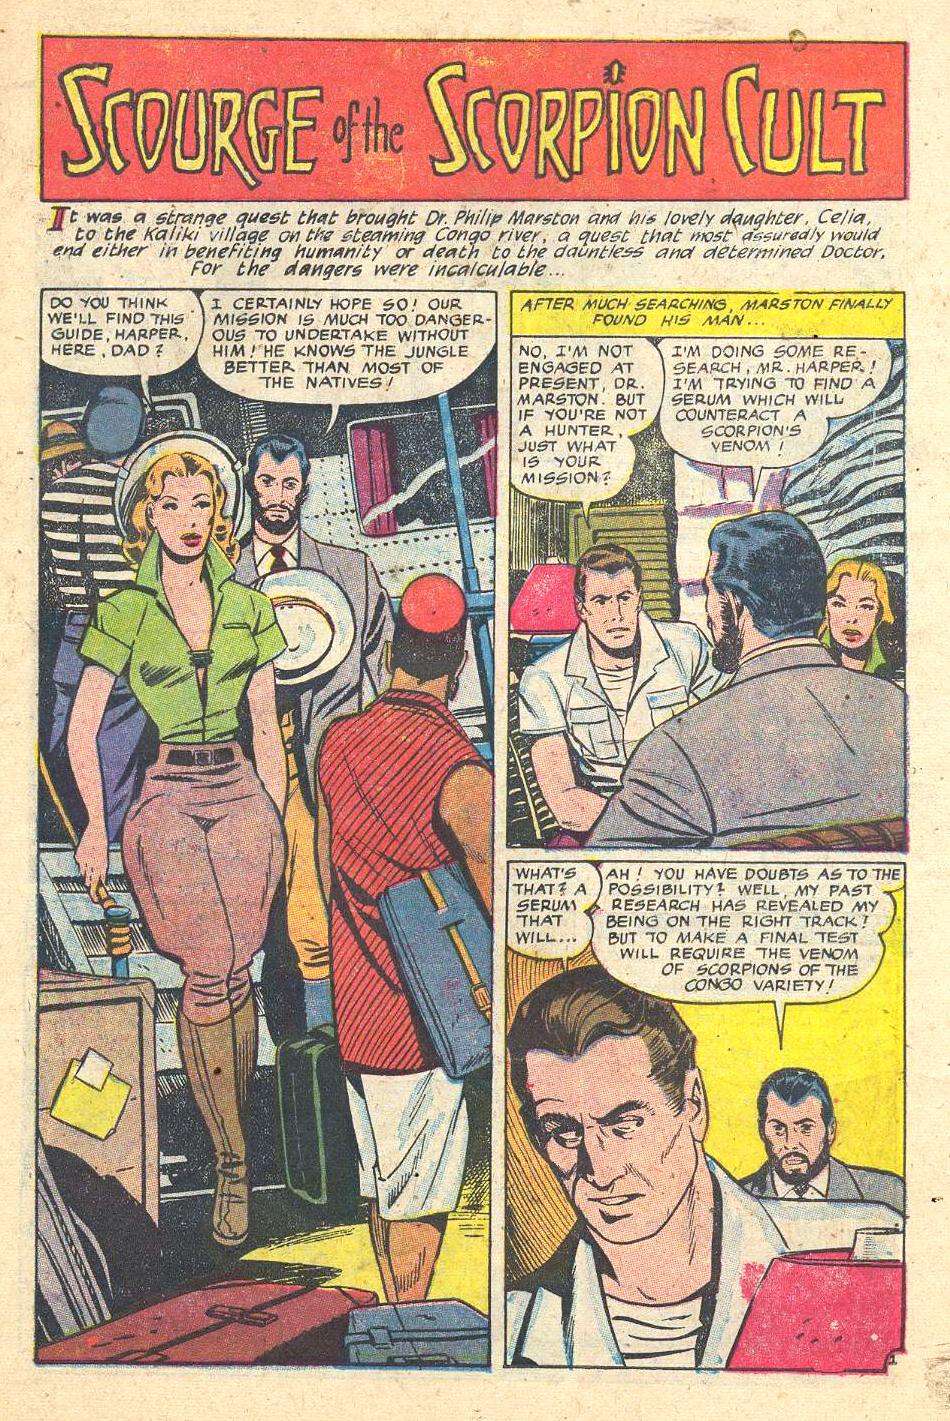 SCOURGE of the SCORPION CULT
It was a strange quest that brought Dr. Philip Marston and his lovely daughter, Celia,
to the Kaliki village on the steaming Congo river, a quest that most assuredly would
end either in benefiting humanity or death to the dauntless and determined Doctor.
For the dangers were incalculable...
DO YOU THINK
WE'LL FIND THIS
GUIDE, HARPER,
HERE, DAD?
I CERTAINLY HOPE SO! OUR
MISSION IS MUCH TOO DANGER-
OUS TO UNDERTAKE WITHOUT
HIM! HE KNOWS THE JUNGLE
BETTER THAN MOST OF
THE NATIVES!
AFTER MUCH SEARCHING, MARSTON FINALLY
FOUND HIS MAN...
NO, I'M NOT
ENGAGED AT
PRESENT, DR.
MARSTON. BUT
IF YOU'RE NOT
A HUNTER,
JUST WHAT
IS YOUR
MISSION?
I'M DOING SOME RE-
SEARCH, MR. HARPER!
I'M TRYING TO FIND A
SERUM WHICH WILL
COUNTERACT A
SCORPION'S
VENOM!
WHAT'S
THAT? A
SERUM
THAT
WILL...
AH! YOU HAVE DOUBTS AS TO THE
POSSIBILITY? WELL, MY PAST
RESEARCH HAS REVEALED MY
BEING ON THE RIGHT TRACK!
BUT TO MAKE A FINAL TEST
WILL REQUIRE THE VENOM
OF SCORPIONS OF THE
CONGO VARIETY!
1